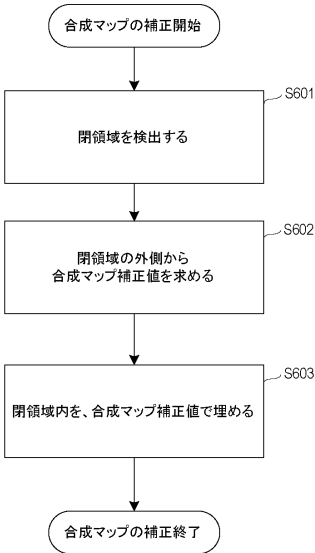 合成マップの補正開始
S601
閉領域を検出する
S602
閉領域の外側から
合成マップ補正値を求める
S603
閉領域内を、合成マップ補正値で埋める
合成マップの補正終了